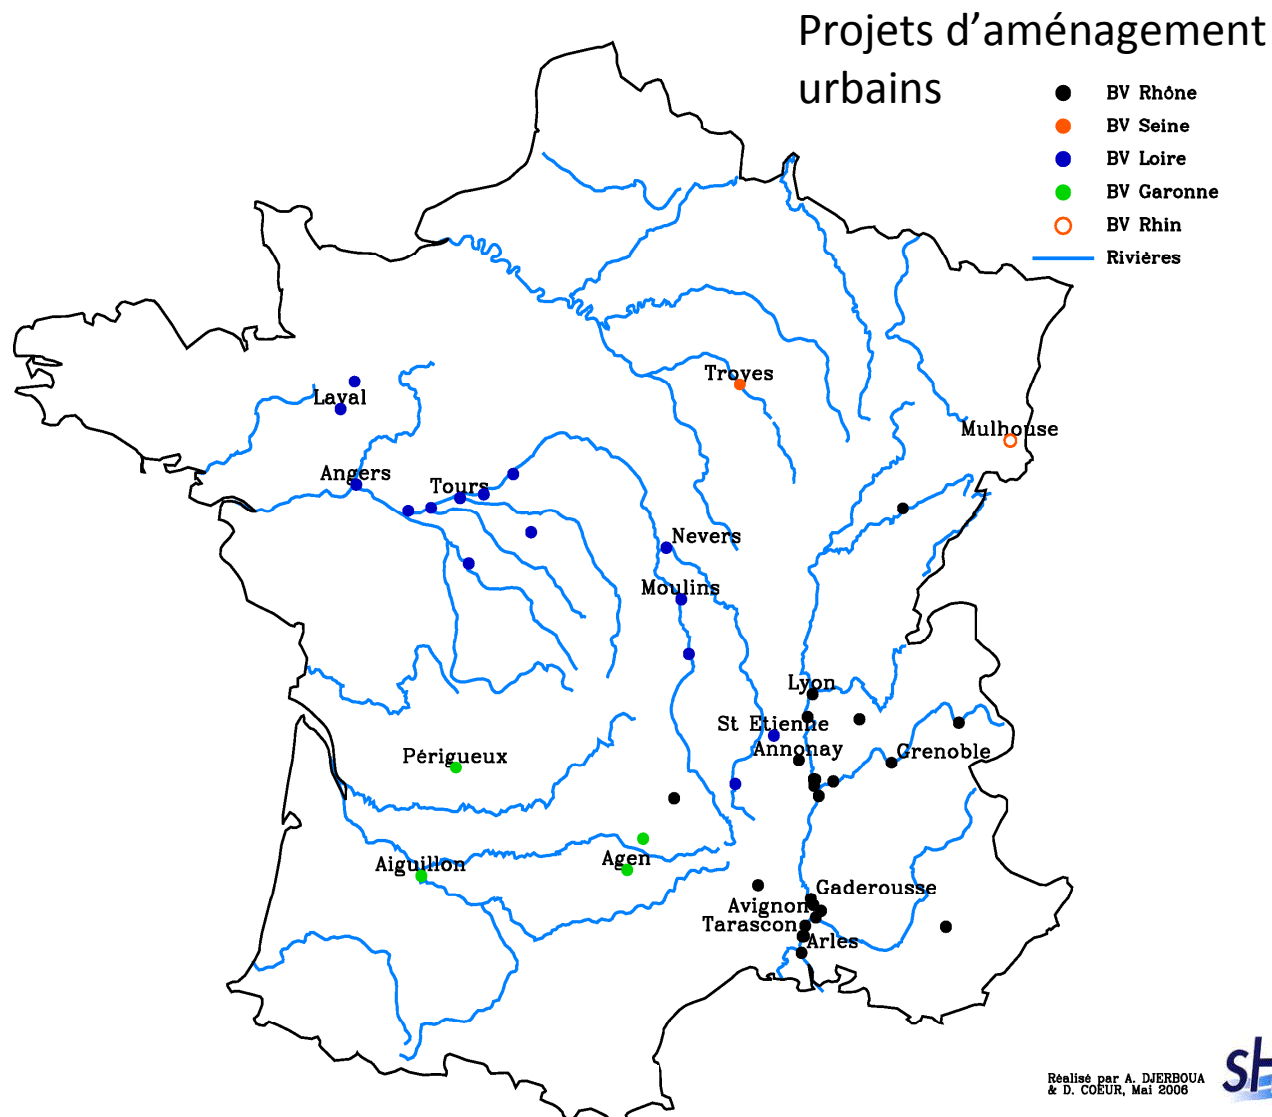 Projets d’aménagement
urbains
BV Rhône
BV Seine
BV Loire
BV Garonne
BV Rhin
Rivières
Troyes
Laval
Mulhouse
Angers
Tours
Nevers
Moulins
Lyon
St Etienne
Annonay
Grenoble
Périgueux
Agen
Aiguillon
Gaderousse
Avignon
Tarascon
Arles
Réalisé par A. DJERBOUA
& D. COEUR, Mai 2006